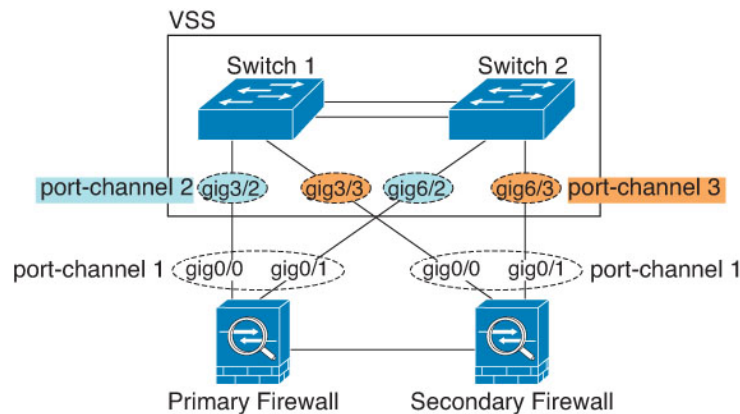 VSS
Switch 1
Switch 2
port-channel 2
gig3/2
gig3/3
gig6/2
gig6/3
port-channel 3
port-channel 1
gig0/0
gig0/1
gig0/0
gig0/1
port-channel 1
Primary Firewall
Secondary Firewall